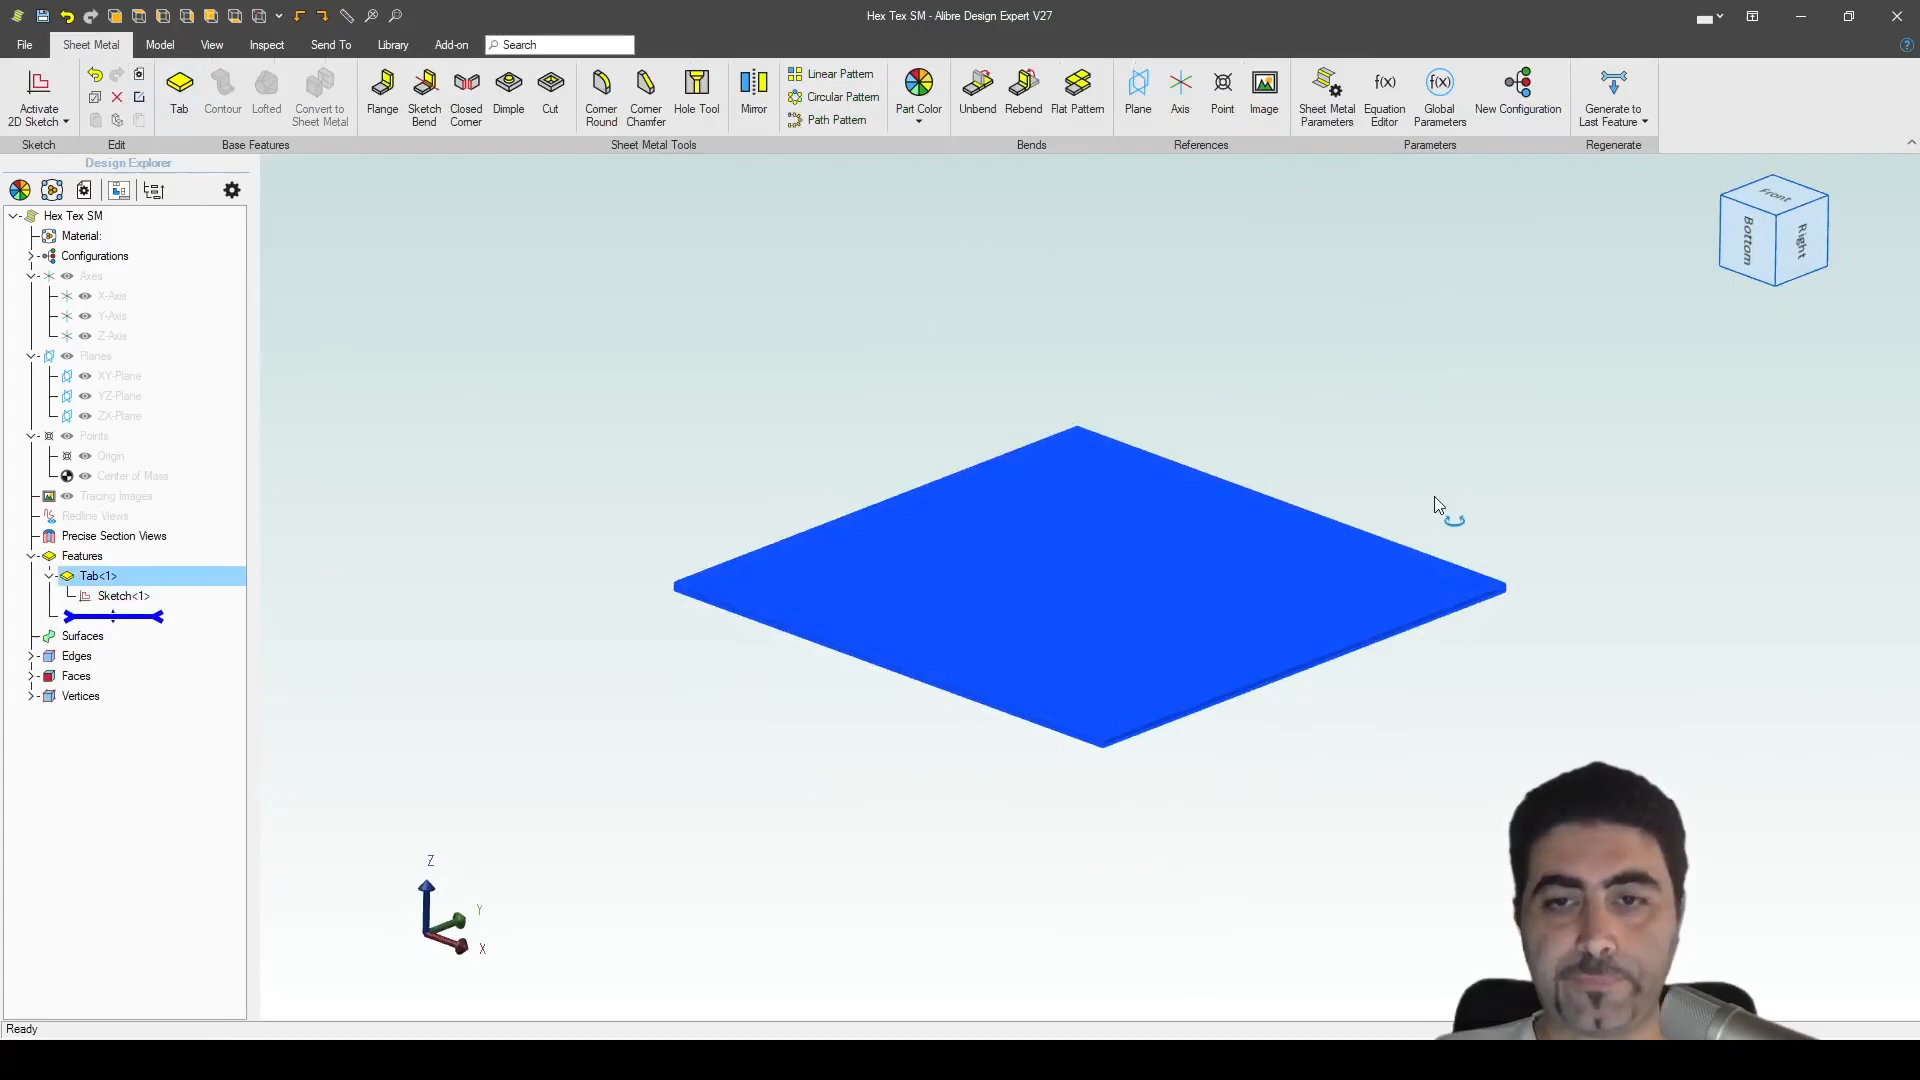 Hex Tex SM - Alibre Design Expert V27
File
Sheet Metal
Model
View
Inspect
Send To
Library
Add-on
Search
Activate
2D Sketch
Sketch
Edit
Tab
Contour
Lofted
Convert to
Sheet Metal
Base Features
Flange
Sketch
Bend
Closed
Corner
Dimple
Cut
Corner
Round
Corner
Chamfer
Hole Tool
Mirror
Linear Pattern
Circular Pattern
Path Pattern
Sheet Metal Tools
Part Color
Unbend
Rebend
Flat Pattern
Bends
Plane
Axis
Point
Image
References
Sheet Metal
Parameters
f(x)
Equation
Editor
f(x)
Global
Parameters
New Configuration
Parameters
Generate to
Last Feature
Regenerate
Design Explorer
Hex Tex SM
Material:
Configurations
Axes
X-Axis
Y-Axis
Z-Axis
Planes
XY-Plane
YZ-Plane
ZX-Plane
Points
Origin
Center of Mass
Tracing Images
Redline Views
Precise Section Views
Features
Tab<1>
Sketch<1>
Surfaces
Edges
Faces
Vertices
Front
Bottom
Right
Z
Y
X
Ready